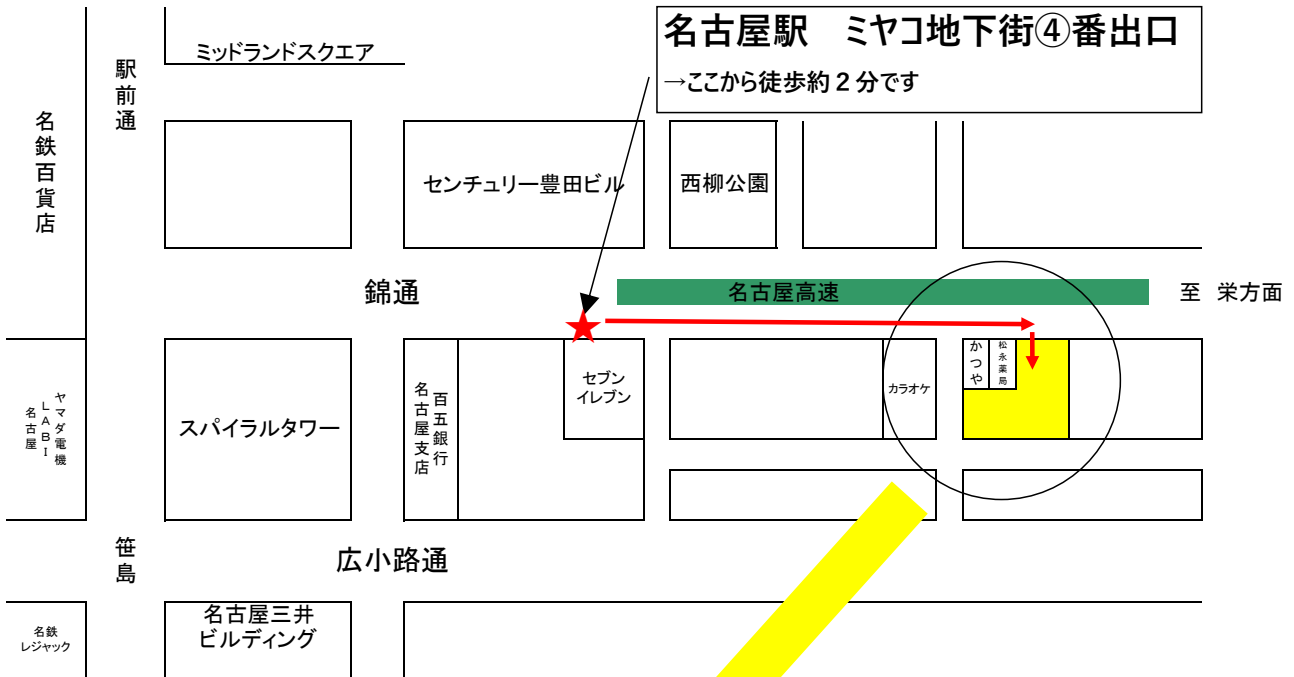 名古屋駅　ミヤコ地下街④番出口
→ここから徒歩約２分です
ミッドランドスクエア
駅前通
名鉄百貨店
センチュリー豊田ビル
西柳公園
錦通
名古屋高速
至　栄方面
ヤマダ電機
ＬＡＢＩ
名古屋
スパイラルタワー
百五銀行
名古屋支店
セブン
イレブン
カラオケ
かつや
松永薬局
笹島
広小路通
名鉄
レジャック
名古屋三井
ビルディング